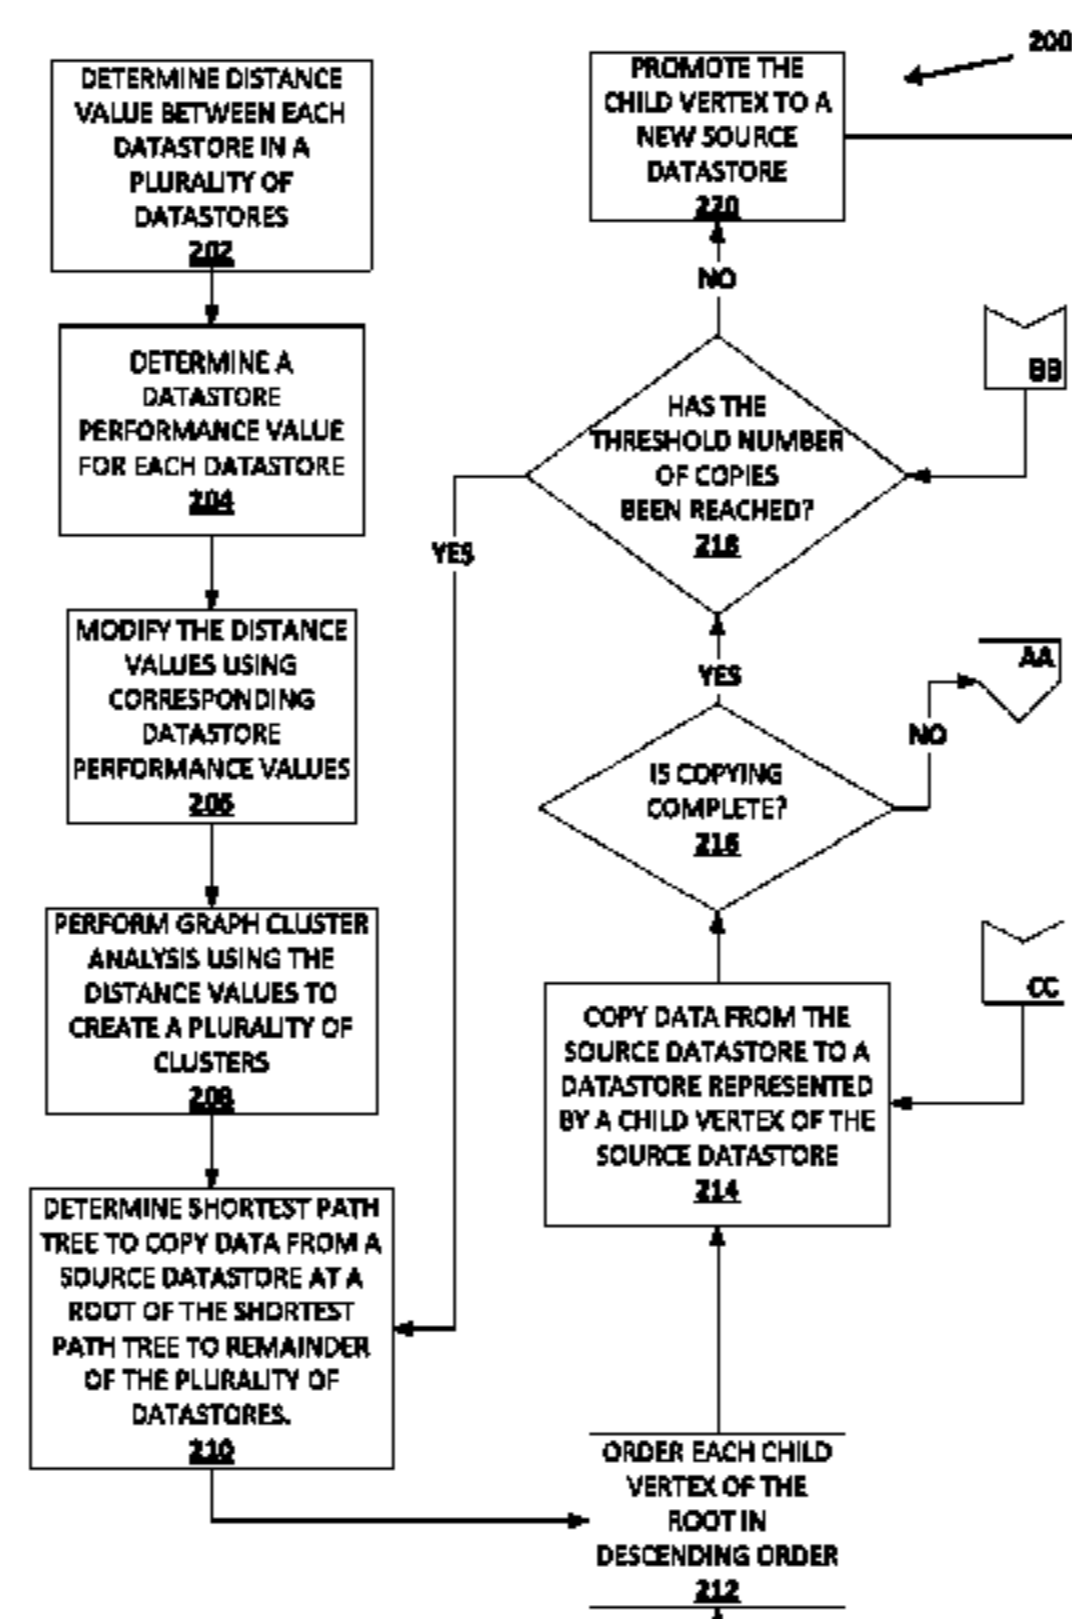 DETERMINE DISTANCE
VALUE BETWEEN EACH
DATASTORE IN A
PLURALITY OF
DATASTORES
202
DETERMINE A
DATASTORE
PERFORMANCE VALUE
FOR EACH DATASTORE
204
MODIFY THE DISTANCE
VALUES USING
CORRESPONDING
DATASTORE
PERFORMANCE VALUES
206
PERFORM GRAPH CLUSTER
ANALYSIS USING THE
DISTANCE VALUES TO
CREATE A PLURALITY OF
CLUSTERS
208
DETERMINE SHORTEST PATH
TREE TO COPY DATA FROM A
SOURCE DATASTORE AT A
ROOT OF THE SHORTEST
PATH TREE TO REMAINDER
OF THE PLURALITY OF
DATASTORES.
210
YES
200
PROMOTE THE
CHILD VERTEX TO A
NEW SOURCE
DATASTORE
220
NO
BB
HAS THE
THRESHOLD NUMBER
OF COPIES
BEEN REACHED?
218
YES
AA
NO
IS COPYING
COMPLETE?
216
CC
COPY DATA FROM THE
SOURCE DATASTORE TO A
DATASTORE REPRESENTED
BY A CHILD VERTEX OF THE
SOURCE DATASTORE
214
ORDER EACH CHILD
VERTEX OF THE
ROOT IN
DESCENDING ORDER
212